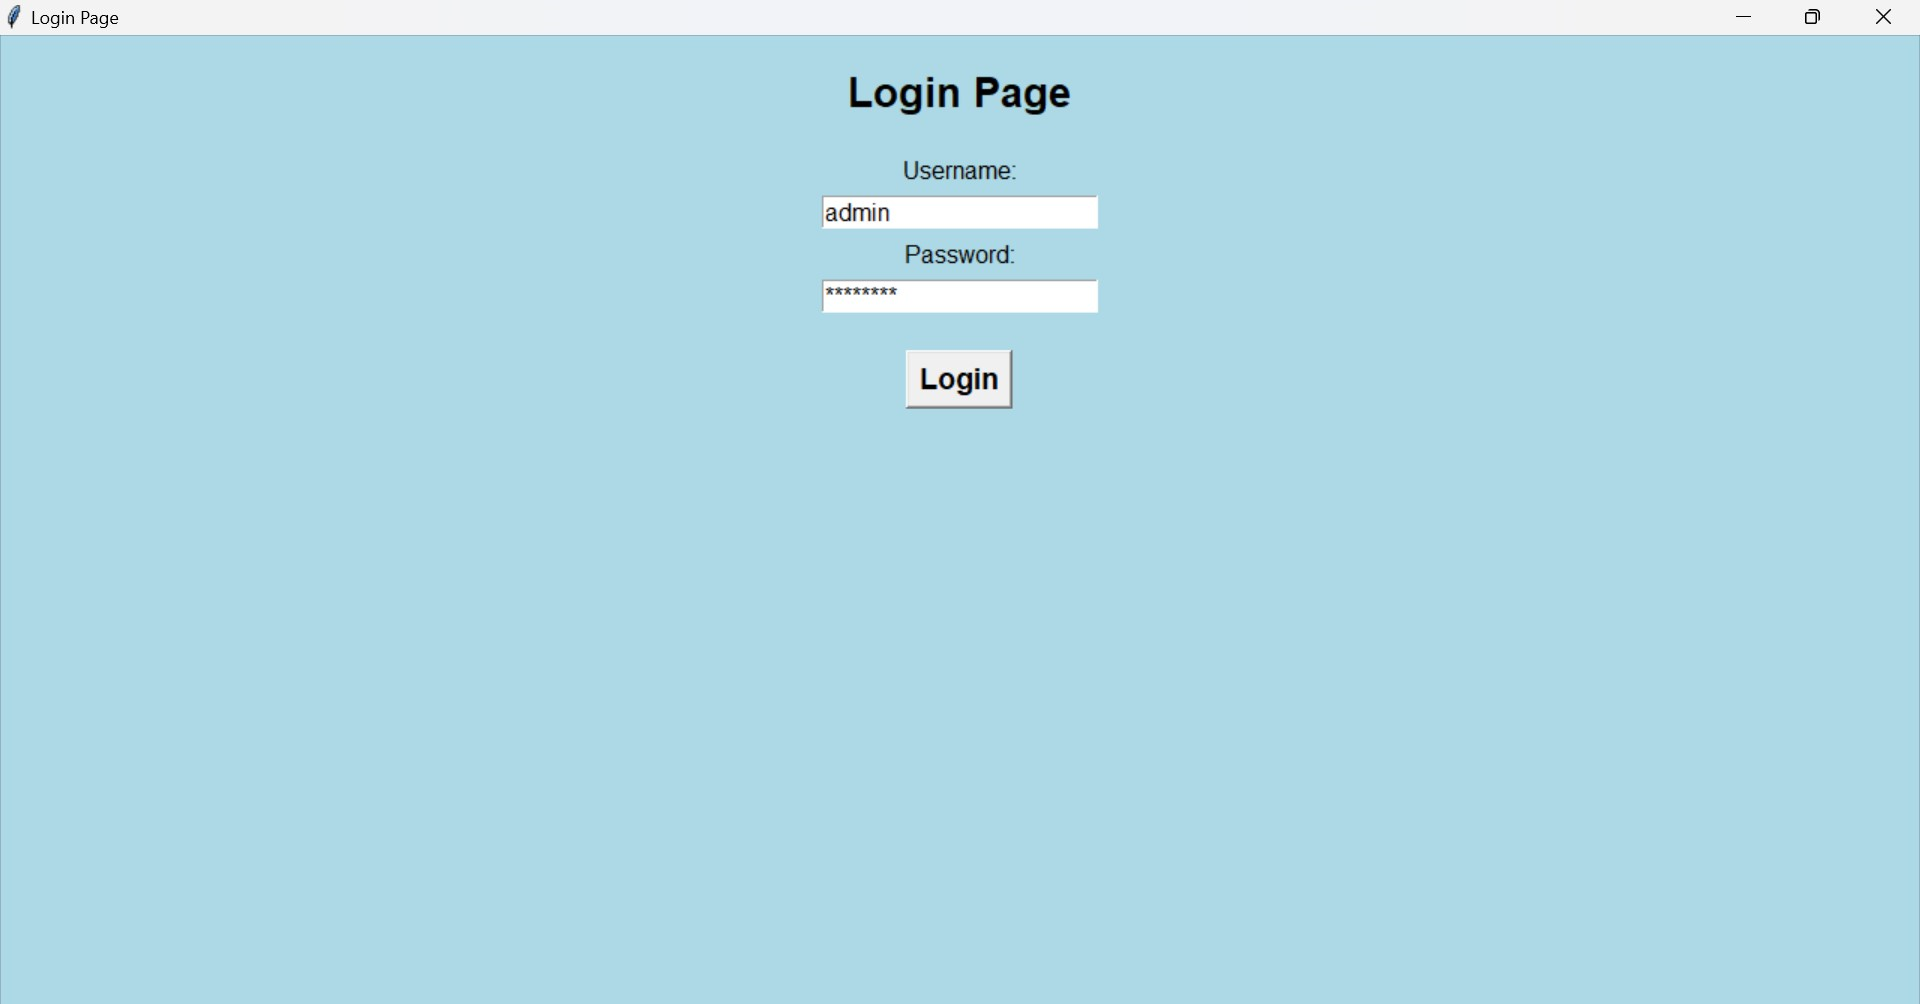 Login Page
Login Page
Username:
admin
Password:
********
Login